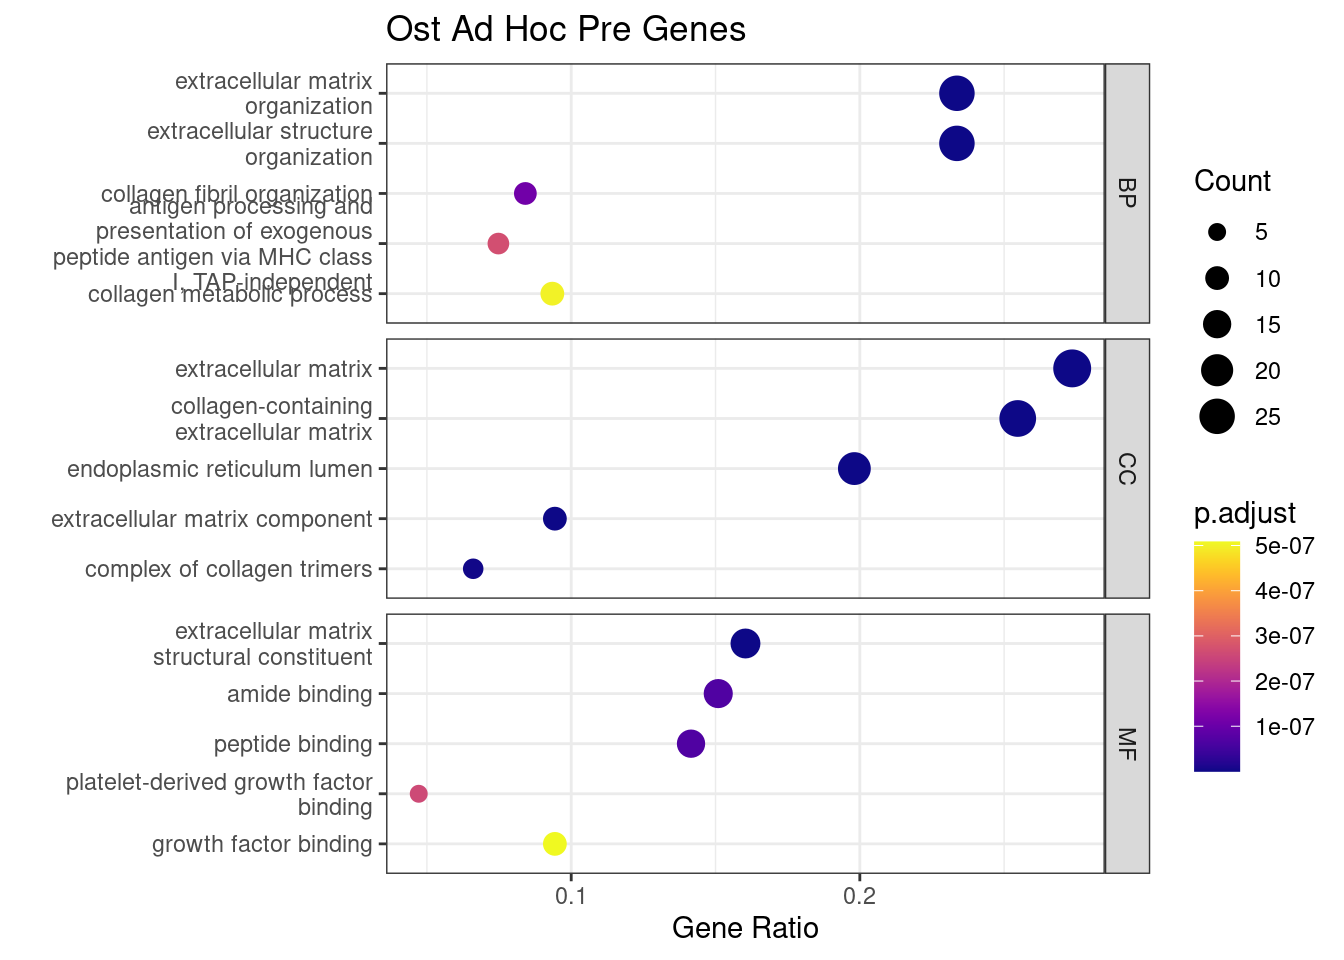 Ost Ad Hoc Pre Genes
extracellular matrix
organization
extracellular structure
organization
collagen fibril organization
antigen processing and
presentation of exogenous
peptide antigen via MHC class
I, TAP-independent
collagen metabolic process
BP
extracellular matrix
collagen-containing
extracellular matrix
endoplasmic reticulum lumen
extracellular matrix component
complex of collagen trimers
CC
extracellular matrix
structural constituent
amide binding
peptide binding
platelet-derived growth factor
binding
growth factor binding
MF
0.1
0.2
Gene Ratio
Count
5
10
15
20
25
p.adjust
5e-07
4e-07
3e-07
2e-07
1e-07